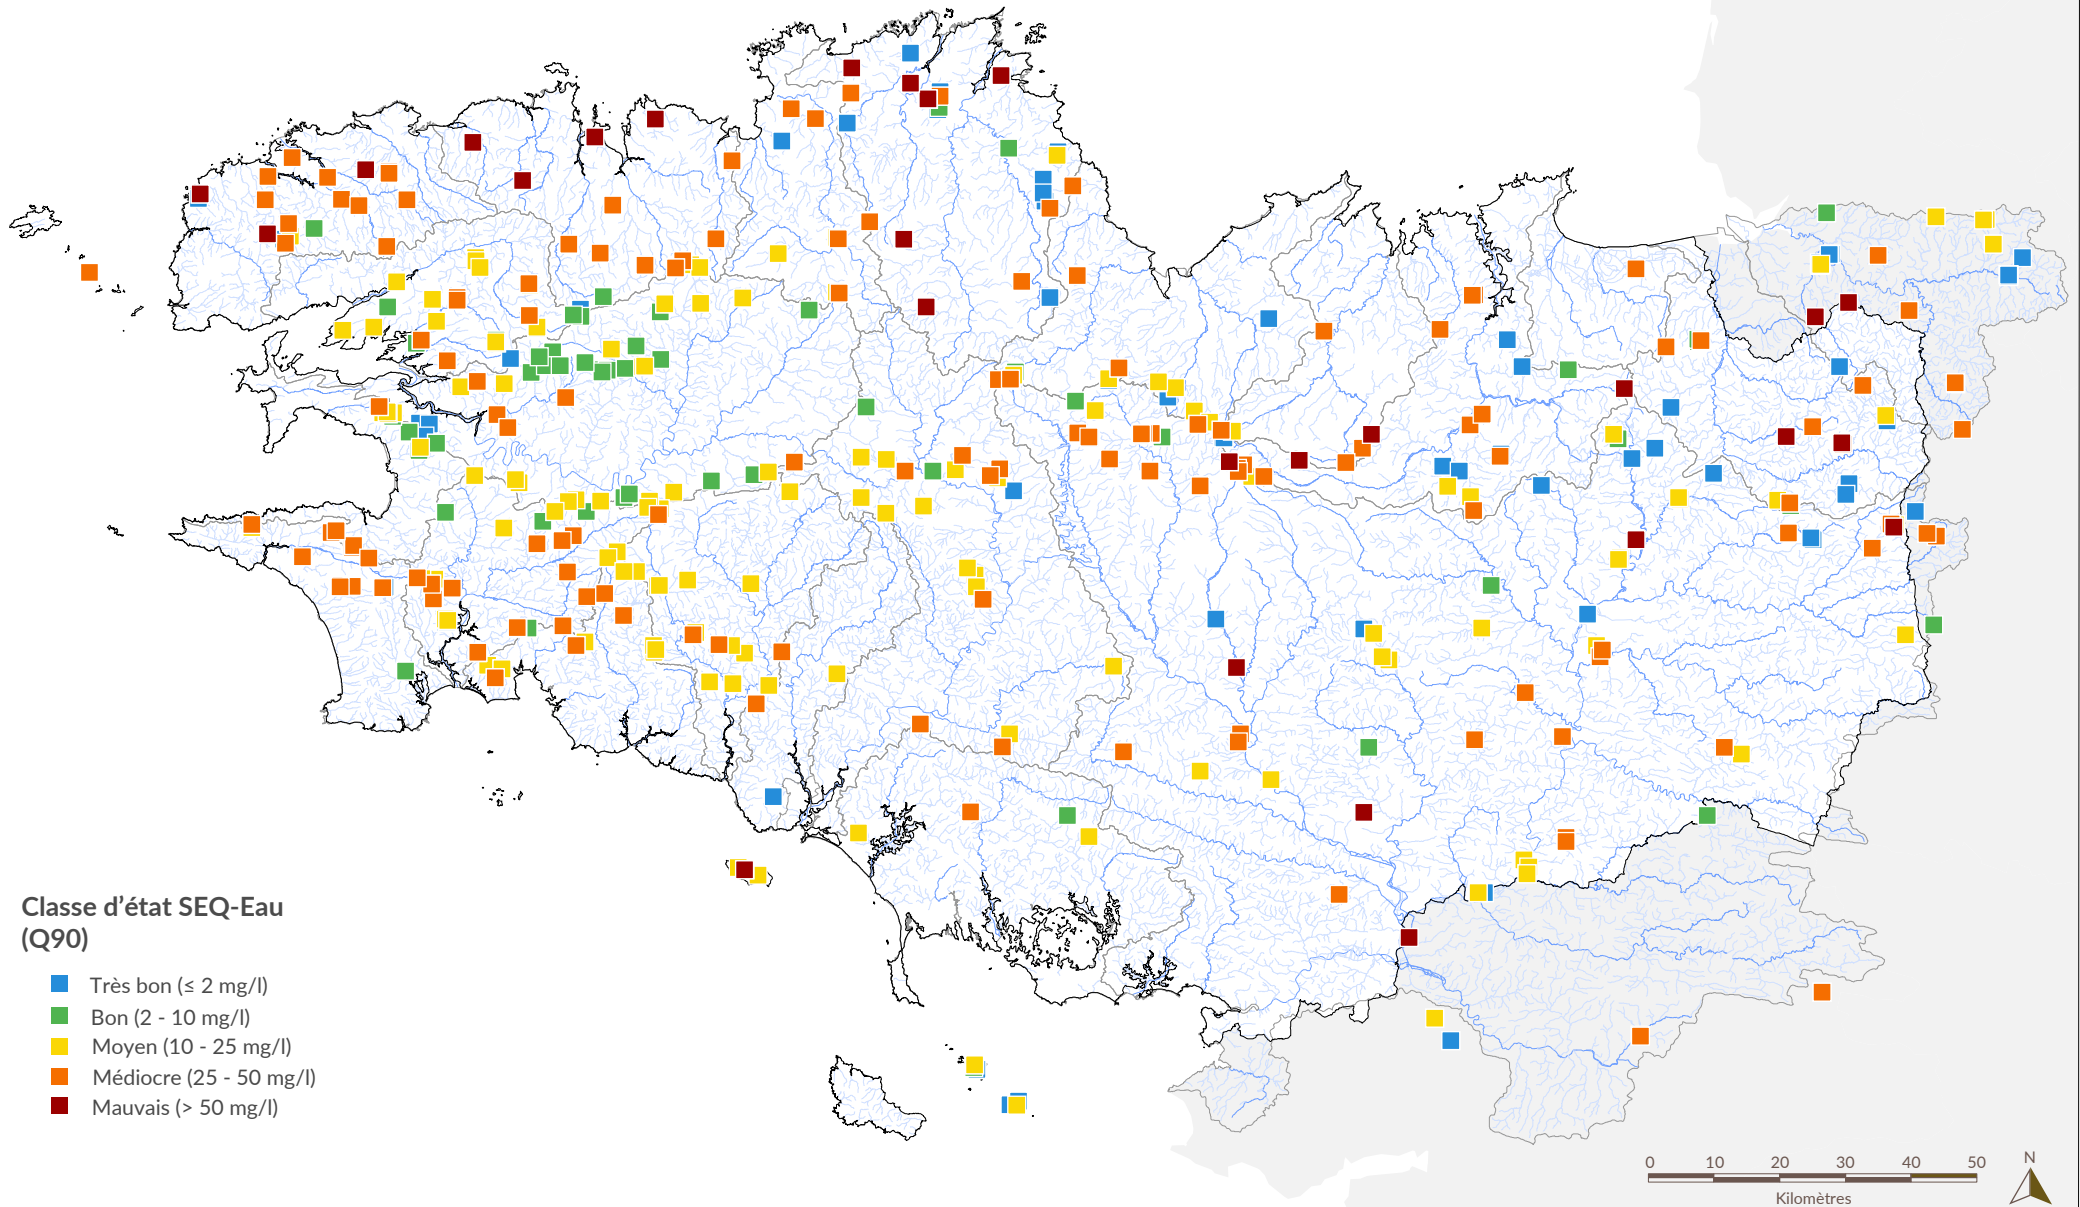 Classe d’état SEQ-Eau
(Q90)
Très bon (≤ 2 mg/l)
Bon (2 - 10 mg/l)
Moyen (10 - 25 mg/l)
Médiocre (25 - 50 mg/l)
Mauvais (> 50 mg/l)
0 10 20 30 40 50
Kilomètres
N